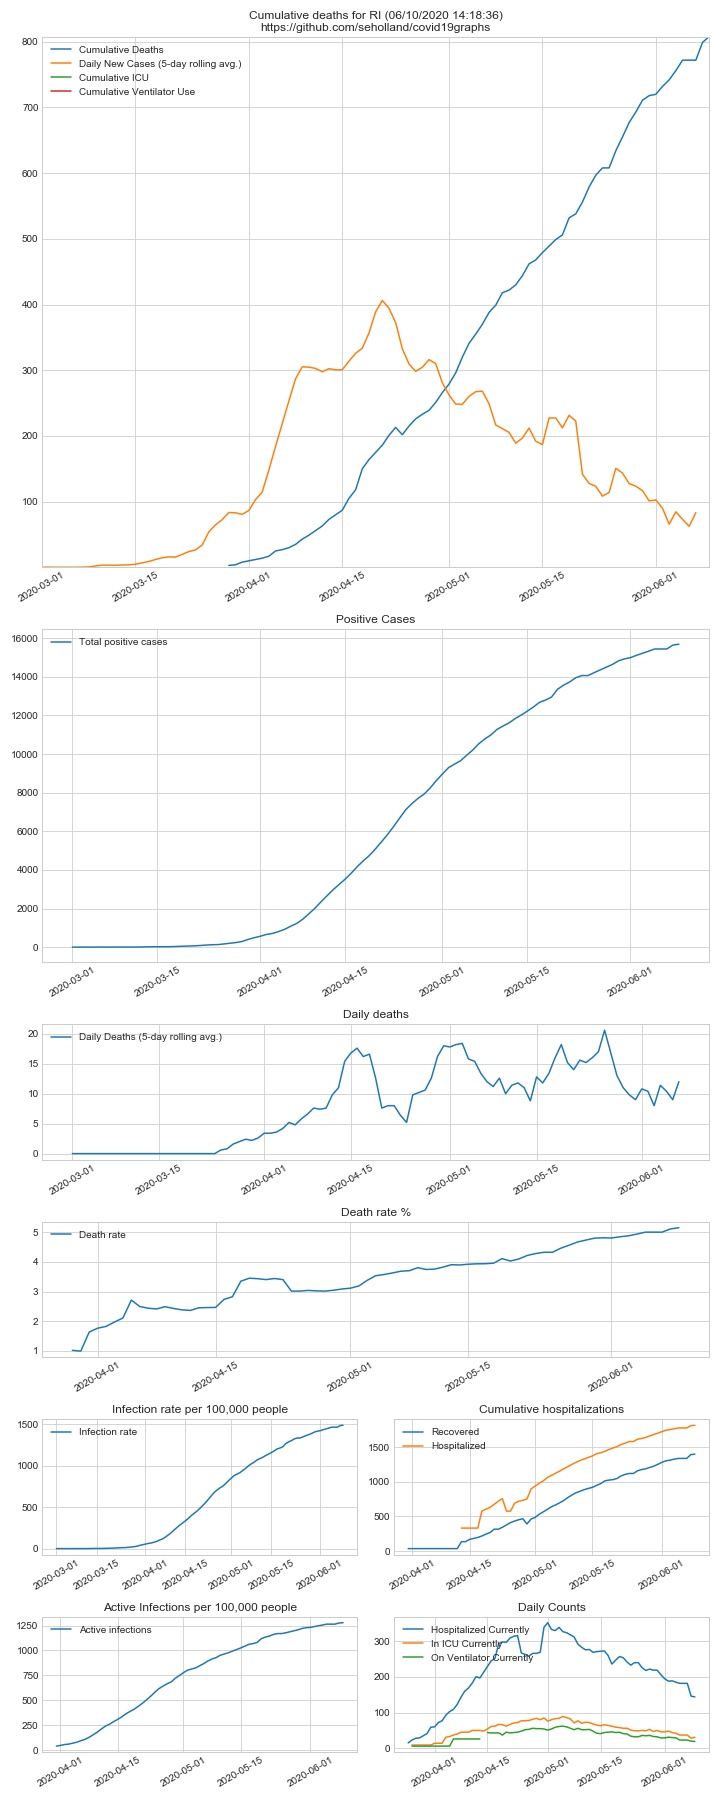 Cumulative deaths for RI (06/10/2020 14:18:36)
https://github.com/seholland/covid19graphs
Cumulative Deaths
Daily New Cases (5-day rolling avg.)
Cumulative ICU
Cumulative Ventilator Use
800
700
600
500
400
300
200
100
2020-03-01 2020-03-15 2020-04-01 2020-04-15 2020-05-01 2020-05-15 2020-06-01
Positive Cases
Total positive cases
16000
14000
12000
10000
8000
6000
4000
2000
0
2020-03-01 2020-03-15 2020-04-01 2020-04-15 2020-05-01 2020-05-15 2020-06-01
Daily deaths
Daily Deaths (5-day rolling avg.)
20
15
10
5
0
2020-03-01 2020-03-15 2020-04-01 2020-04-15 2020-05-01 2020-05-15 2020-06-01
Death rate %
Death rate
5
4
3
2
1
2020-04-01 2020-04-15 2020-05-01 2020-05-15 2020-06-01
Infection rate per 100,000 people
Infection rate
1500
1000
500
0
2020-03-01 2020-03-15 2020-04-01 2020-04-15 2020-05-01 2020-05-15 2020-06-01
Cumulative hospitalizations
Recovered
Hospitalized
1500
1000
500
0
2020-04-01 2020-04-15 2020-05-01 2020-05-15 2020-06-01
Active Infections per 100,000 people
Active infections
1250
1000
750
500
250
0
2020-04-01 2020-04-15 2020-05-01 2020-05-15 2020-06-01
Daily Counts
Hospitalized Currently
In ICU Currently
On Ventilator Currently
300
200
100
0
2020-04-01 2020-04-15 2020-05-01 2020-05-15 2020-06-01